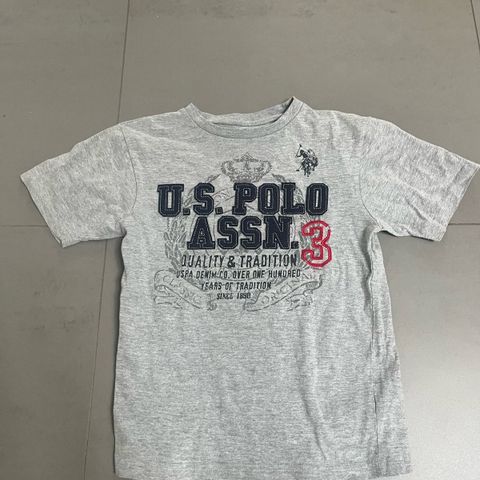 U.S. POLO
ASSN.
3
QUALITY & TRADITION
USPA DENIM CO. OVER ONE HUNDRED
YEARS OF TRADITION
SINCE 1890